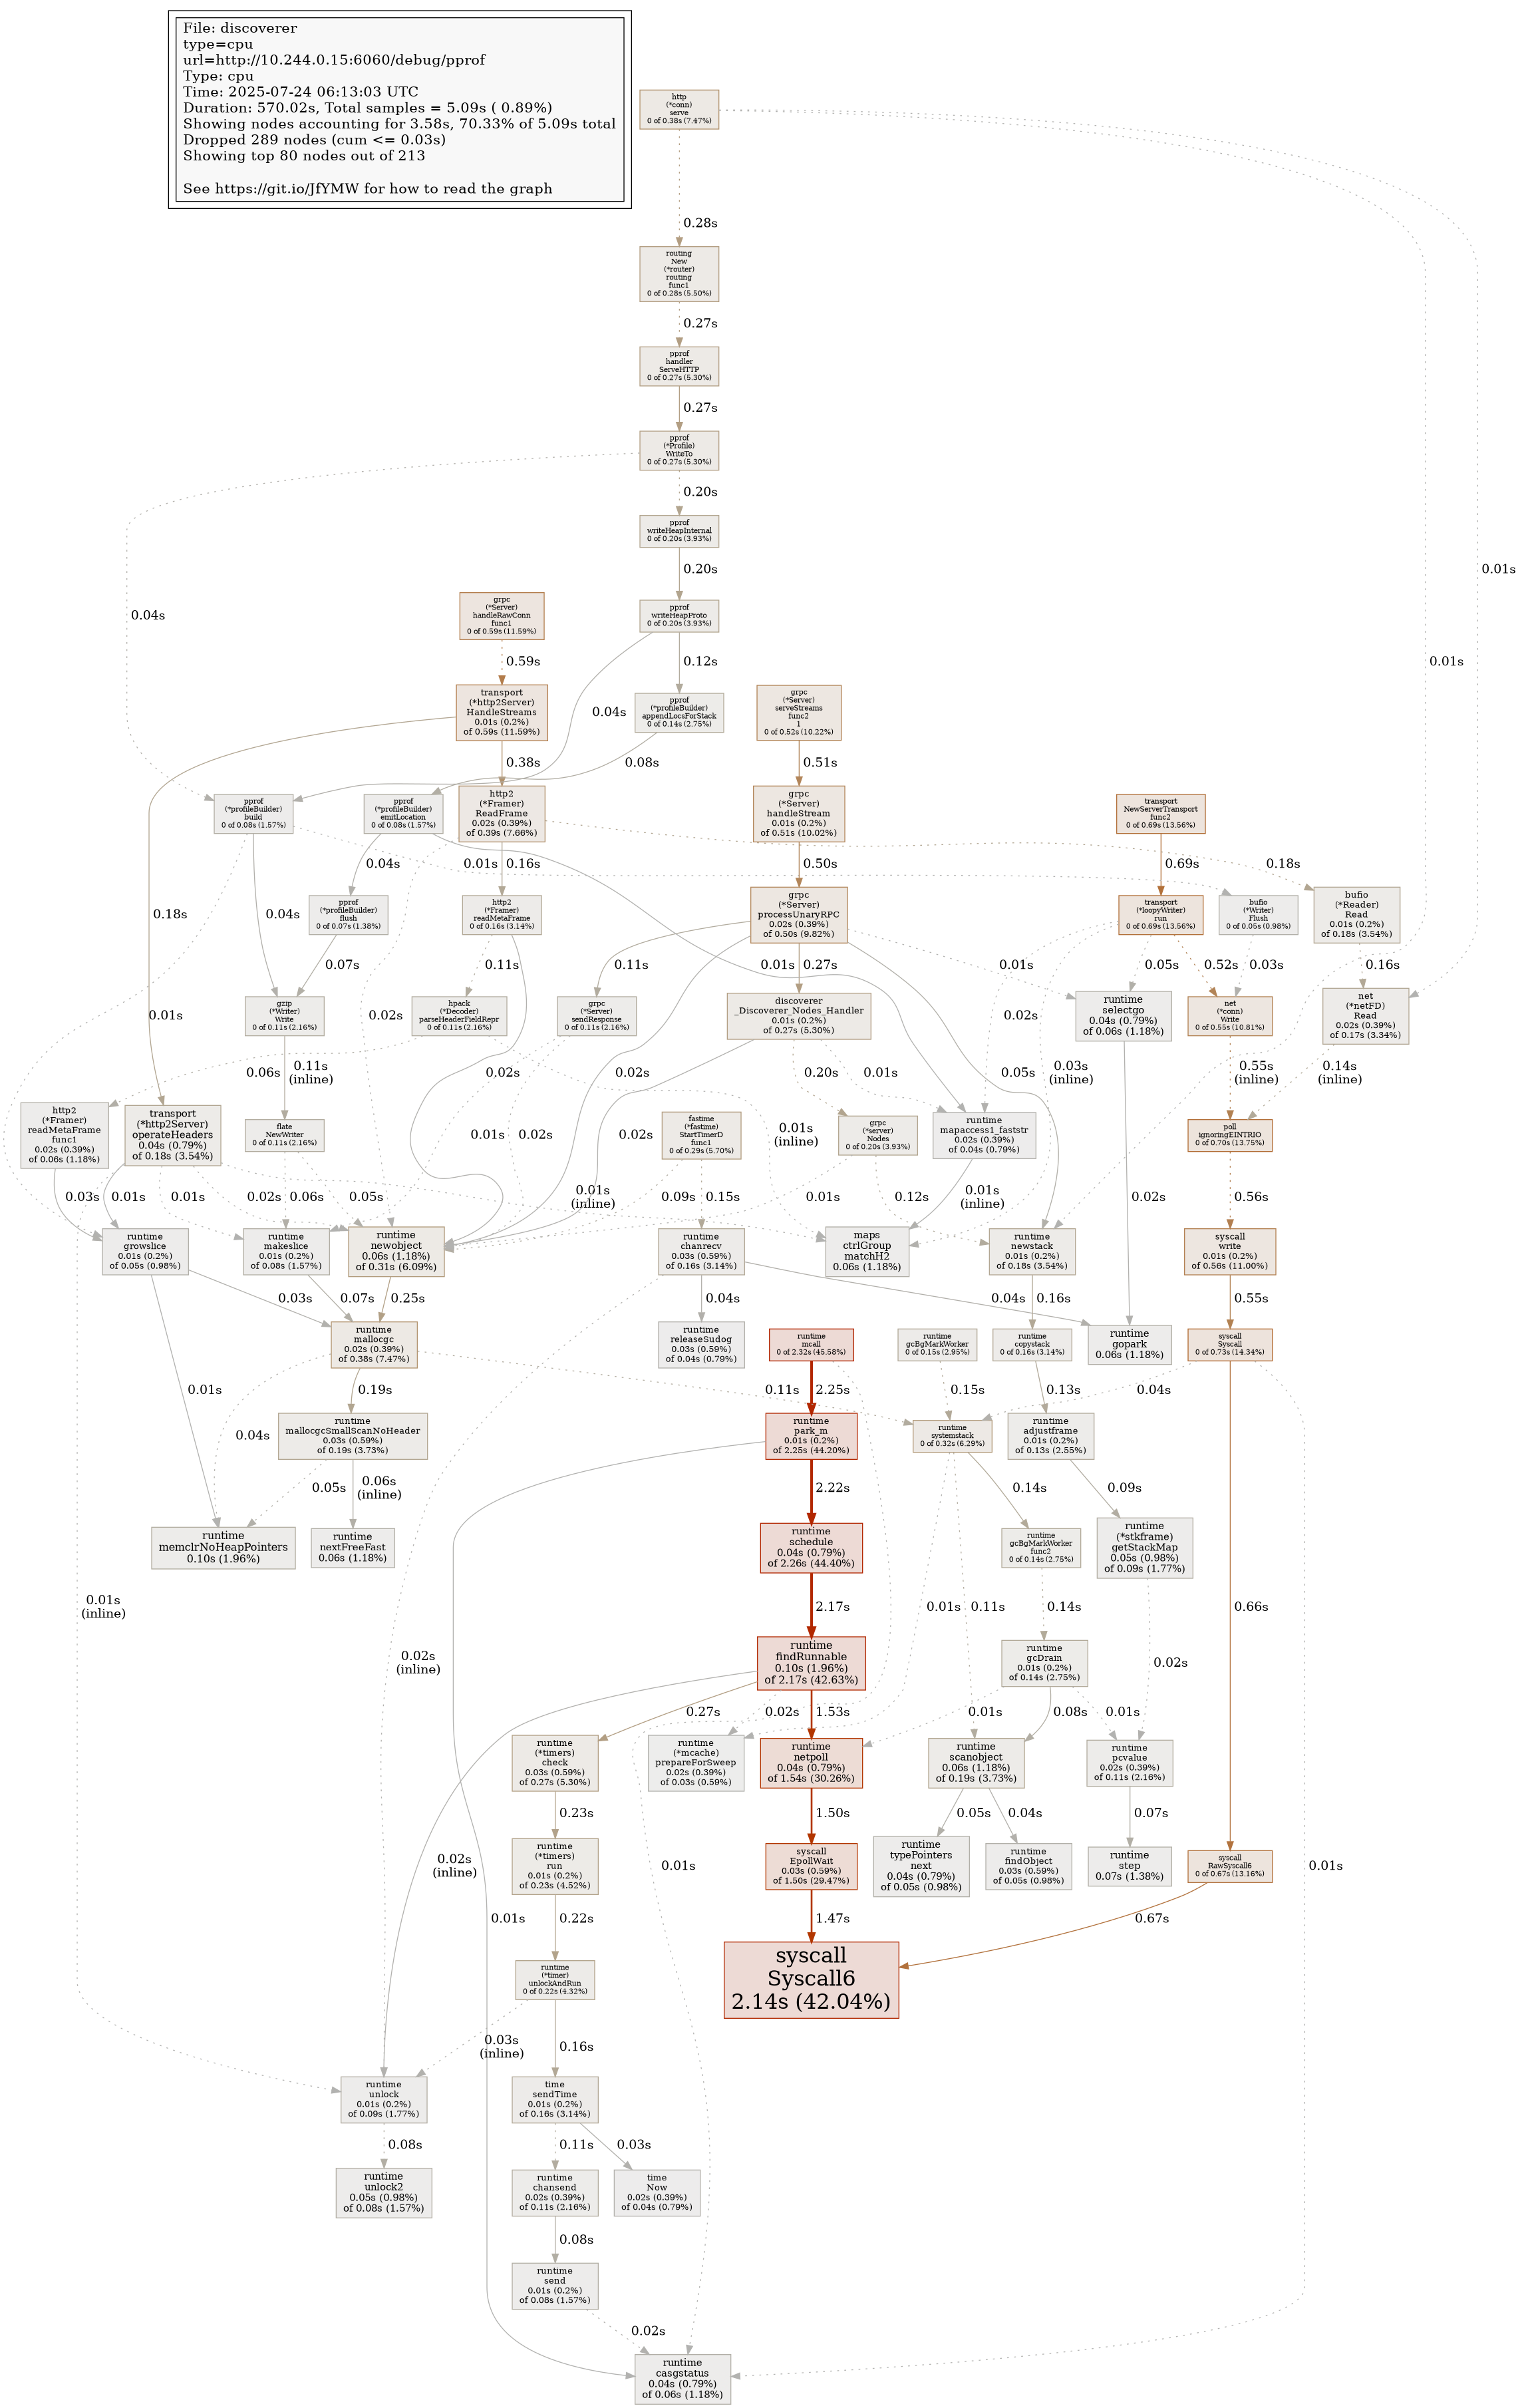 File: discoverer
type=cpu
url=http://10.244.0.15:6060/debug/pprof
Type: cpu
Time: 2025-07-24 06:13:03 UTC
Duration: 570.02s, Total samples = 5.09s ( 0.89%)
Showing nodes accounting for 3.58s, 70.33% of 5.09s total
Dropped 289 nodes (cum <= 0.03s)
Showing top 80 nodes out of 213
See https://git.io/JfYMW for how to read the graph
http
(*conn)
serve
0 of 0.38s (7.47%)
0.28s
routing
New
(*router)
routing
func1
0 of 0.28s (5.50%)
0.27s
pprof
handler
ServeHTTP
0 of 0.27s (5.30%)
0.27s
pprof
(*Profile)
WriteTo
0 of 0.27s (5.30%)
0.20s
pprof
writeHeapInternal
0 of 0.20s (3.93%)
0.20s
0.01s
pprof
writeHeapProto
0 of 0.20s (3.93%)
0.04s
grpc
(*Server)
handleRawConn
func1
0 of 0.59s (11.59%)
0.59s
0.12s
0.01s
transport
(*http2Server)
HandleStreams
0.01s (0.2%)
of 0.59s (11.59%)
pprof
(*profileBuilder)
appendLocsForStack
0 of 0.14s (2.75%)
grpc
(*Server)
serveStreams
func2
1
0 of 0.52s (10.22%)
0.04s
0.38s
0.08s
0.51s
pprof
(*profileBuilder)
build
0 of 0.08s (1.57%)
pprof
(*profileBuilder)
emitLocation
0 of 0.08s (1.57%)
http2
(*Framer)
ReadFrame
0.02s (0.39%)
of 0.39s (7.66%)
grpc
(*Server)
handleStream
0.01s (0.2%)
of 0.51s (10.02%)
transport
NewServerTransport
func2
0 of 0.69s (13.56%)
0.04s
0.01s
0.16s
0.50s
0.69s
0.18s
pprof
(*profileBuilder)
flush
0 of 0.07s (1.38%)
http2
(*Framer)
readMetaFrame
0 of 0.16s (3.14%)
grpc
(*Server)
processUnaryRPC
0.02s (0.39%)
of 0.50s (9.82%)
transport
(*loopyWriter)
run
0 of 0.69s (13.56%)
bufio
(*Writer)
Flush
0 of 0.05s (0.98%)
bufio
(*Reader)
Read
0.01s (0.2%)
of 0.18s (3.54%)
0.18s
0.04s
0.07s
0.11s
0.11s
0.01s
0.27s
0.01s
0.05s
0.52s
0.03s
0.16s
gzip
(*Writer)
Write
0 of 0.11s (2.16%)
hpack
(*Decoder)
parseHeaderFieldRepr
0 of 0.11s (2.16%)
grpc
(*Server)
sendResponse
0 of 0.11s (2.16%)
discoverer
_Discoverer_Nodes_Handler
0.01s (0.2%)
of 0.27s (5.30%)
runtime
selectgo
0.04s (0.79%)
of 0.06s (1.18%)
net
(*conn)
Write
0 of 0.55s (10.81%)
net
(*netFD)
Read
0.02s (0.39%)
of 0.17s (3.34%)
0.01s
0.02s
0.02s
0.06s
0.11s
(inline)
0.02s
0.02s
0.20s
0.01s
0.05s
0.03s
(inline)
0.55s
(inline)
0.14s
(inline)
http2
(*Framer)
readMetaFrame
func1
0.02s (0.39%)
of 0.06s (1.18%)
transport
(*http2Server)
operateHeaders
0.04s (0.79%)
of 0.18s (3.54%)
flate
NewWriter
0 of 0.11s (2.16%)
fastime
(*fastime)
StartTimerD
func1
0 of 0.29s (5.70%)
grpc
(*server)
Nodes
0 of 0.20s (3.93%)
runtime
mapaccess1_faststr
0.02s (0.39%)
of 0.04s (0.79%)
poll
ignoringEINTRIO
0 of 0.70s (13.75%)
0.01s
0.02s
0.02s
0.01s
(inline)
0.03s
0.01s
0.01s
0.02s
0.06s
0.05s
0.01s
(inline)
0.09s
0.15s
0.01s
0.12s
0.01s
(inline)
0.02s
0.56s
runtime
growslice
0.01s (0.2%)
of 0.05s (0.98%)
runtime
makeslice
0.01s (0.2%)
of 0.08s (1.57%)
runtime
newobject
0.06s (1.18%)
of 0.31s (6.09%)
runtime
chanrecv
0.03s (0.59%)
of 0.16s (3.14%)
maps
ctrlGroup
matchH2
0.06s (1.18%)
runtime
newstack
0.01s (0.2%)
of 0.18s (3.54%)
syscall
write
0.01s (0.2%)
of 0.56s (11.00%)
0.03s
0.07s
0.25s
0.04s
0.04s
0.16s
0.55s
runtime
mallocgc
0.02s (0.39%)
of 0.38s (7.47%)
runtime
releaseSudog
0.03s (0.59%)
of 0.04s (0.79%)
runtime
mcall
0 of 2.32s (45.58%)
runtime
gcBgMarkWorker
0 of 0.15s (2.95%)
runtime
copystack
0 of 0.16s (3.14%)
runtime
gopark
0.06s (1.18%)
syscall
Syscall
0 of 0.73s (14.34%)
0.01s
0.19s
0.11s
2.25s
0.15s
0.13s
0.04s
0.04s
runtime
mallocgcSmallScanNoHeader
0.03s (0.59%)
of 0.19s (3.73%)
runtime
park_m
0.01s (0.2%)
of 2.25s (44.20%)
runtime
systemstack
0 of 0.32s (6.29%)
runtime
adjustframe
0.01s (0.2%)
of 0.13s (2.55%)
0.05s
0.06s
(inline)
2.22s
0.14s
0.09s
runtime
memclrNoHeapPointers
0.10s (1.96%)
runtime
nextFreeFast
0.06s (1.18%)
runtime
schedule
0.04s (0.79%)
of 2.26s (44.40%)
runtime
gcBgMarkWorker
func2
0 of 0.14s (2.75%)
runtime
(*stkframe)
getStackMap
0.05s (0.98%)
of 0.09s (1.77%)
0.01s
(inline)
2.17s
0.01s
0.11s
0.14s
0.66s
0.02s
(inline)
runtime
findRunnable
0.10s (1.96%)
of 2.17s (42.63%)
runtime
gcDrain
0.01s (0.2%)
of 0.14s (2.75%)
0.02s
0.27s
0.02s
1.53s
0.01s
0.08s
0.01s
runtime
(*timers)
check
0.03s (0.59%)
of 0.27s (5.30%)
runtime
(*mcache)
prepareForSweep
0.02s (0.39%)
of 0.03s (0.59%)
runtime
netpoll
0.04s (0.79%)
of 1.54s (30.26%)
runtime
scanobject
0.06s (1.18%)
of 0.19s (3.73%)
runtime
pcvalue
0.02s (0.39%)
of 0.11s (2.16%)
0.23s
1.50s
0.05s
0.04s
0.07s
runtime
(*timers)
run
0.01s (0.2%)
of 0.23s (4.52%)
syscall
EpollWait
0.03s (0.59%)
of 1.50s (29.47%)
runtime
typePointers
next
0.04s (0.79%)
of 0.05s (0.98%)
runtime
findObject
0.03s (0.59%)
of 0.05s (0.98%)
runtime
step
0.07s (1.38%)
syscall
RawSyscall6
0 of 0.67s (13.16%)
0.02s
(inline)
0.01s
0.01s
0.01s
0.22s
1.47s
0.67s
runtime
(*timer)
unlockAndRun
0 of 0.22s (4.32%)
syscall
Syscall6
2.14s (42.04%)
0.03s
(inline)
0.16s
runtime
unlock
0.01s (0.2%)
of 0.09s (1.77%)
time
sendTime
0.01s (0.2%)
of 0.16s (3.14%)
0.08s
0.11s
0.03s
runtime
unlock2
0.05s (0.98%)
of 0.08s (1.57%)
runtime
chansend
0.02s (0.39%)
of 0.11s (2.16%)
time
Now
0.02s (0.39%)
of 0.04s (0.79%)
0.08s
runtime
send
0.01s (0.2%)
of 0.08s (1.57%)
0.02s
runtime
casgstatus
0.04s (0.79%)
of 0.06s (1.18%)